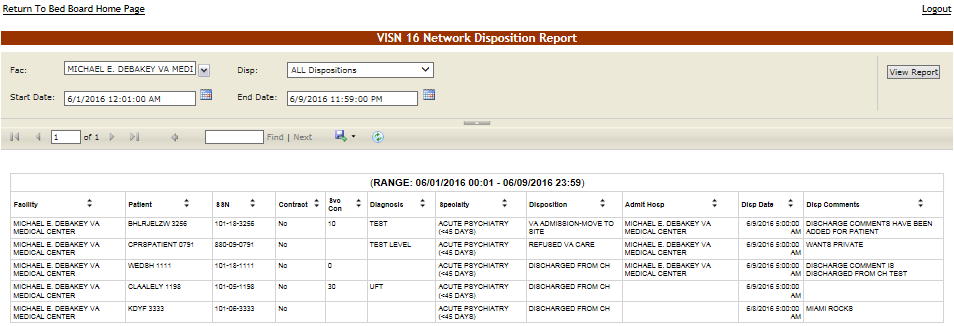 Return To Bed Board Home Page Logout
VISN 16 Network Disposition Report
Fac: MICHAEL E. DEBAKEY VA MEDI Disp: ALL Dispositions View Report
Start Date: 6/1/2016 12:01:00 AM End Date: 6/9/2016 11:59:00 PM
1 of 1 Find | Next
(RANGE: 06/01/2016 00:01 - 06/09/2016 23:59)
Facility Patient SSN Contract Svc Con Diagnosis Specialty Disposition Admit Hosp Disp Date Disp Comments
MICHAEL E. DEBAKEY VA BHLRJELZW 3256 101-18-3256 No 10 TEST ACUTE PSYCHIATRY VA ADMISSION-MOVE TO MICHAEL E. DEBAKEY VA 6/9/2016 5:00:00 DISCHARGE COMMENTS HAVE BEEN
MEDICAL CENTER (<45 DAYS) SITE MEDICAL CENTER AM ADDED FOR PATIENT
MICHAEL E. DEBAKEY VA CPRSPATIENT 0791 880-09-0791 No TEST LEVEL ACUTE PSYCHIATRY REFUSED VA CARE MICHAEL E. DEBAKEY VA 6/9/2016 5:00:00 WANTS PRIVATE
MEDICAL CENTER (<45 DAYS) MEDICAL CENTER AM
MICHAEL E. DEBAKEY VA WEDSH 1111 101-18-1111 No 0 ACUTE PSYCHIATRY DISCHARGED FROM CH MICHAEL E. DEBAKEY VA 6/9/2016 5:00:00 DISCHARGE COMMENT IS
MEDICAL CENTER (<45 DAYS) MEDICAL CENTER AM DISCHARGED FROM CH TEST
MICHAEL E. DEBAKEY VA CLAALELY 1198 101-05-1198 No 30 UFT ACUTE PSYCHIATRY DISCHARGED FROM CH 6/9/2016 5:00:00
MEDICAL CENTER (<45 DAYS) AM
MICHAEL E. DEBAKEY VA KDYF 3333 101-06-3333 No ACUTE PSYCHIATRY DISCHARGED FROM CH 6/8/2016 5:00:00 MIAMI ROCKS
MEDICAL CENTER (<45 DAYS) AM